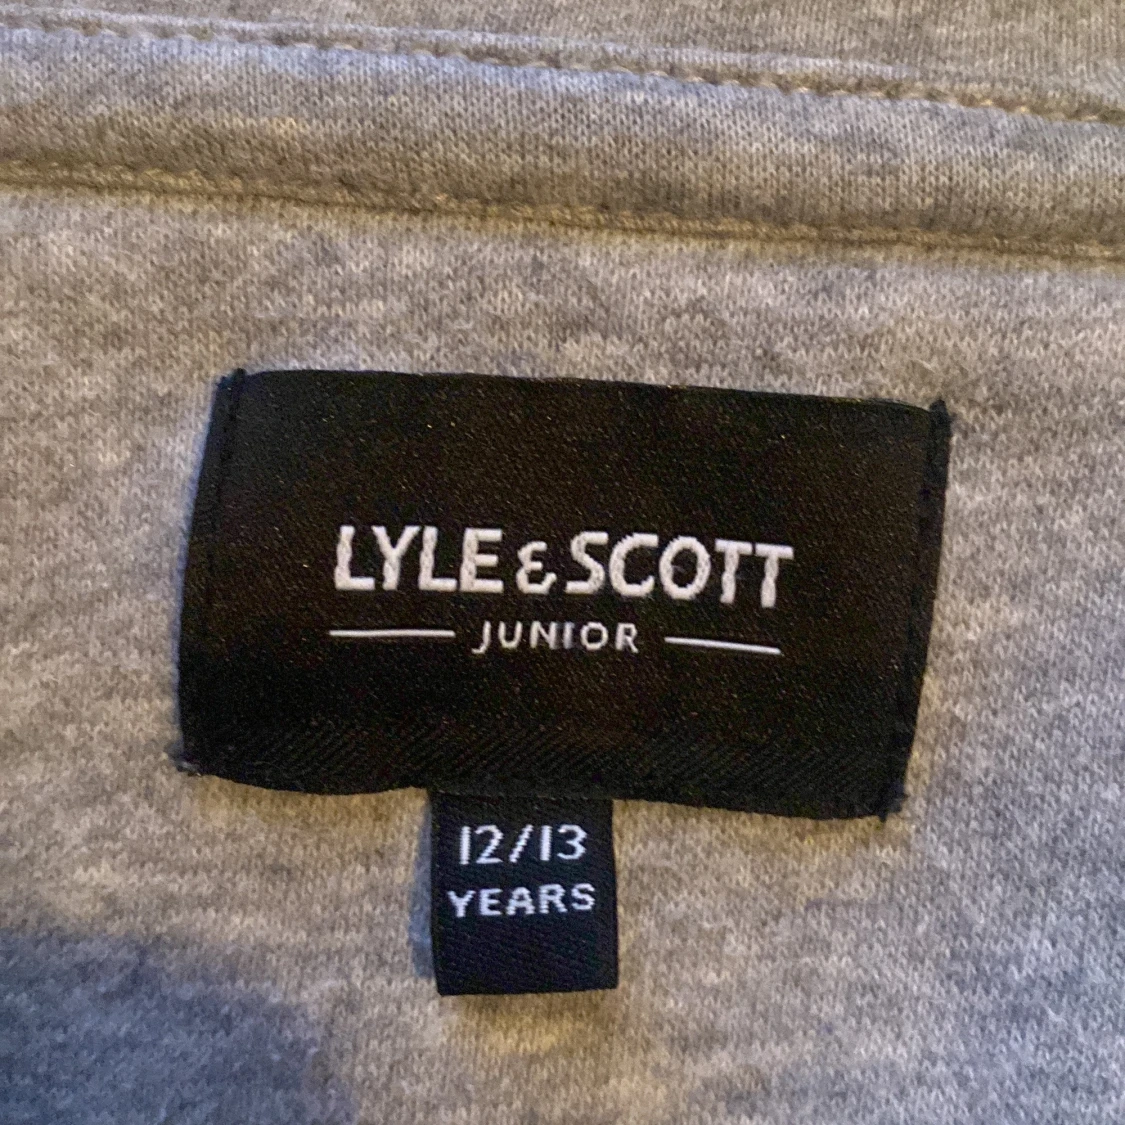 LYLE & SCOTT
JUNIOR
12/13
YEARS